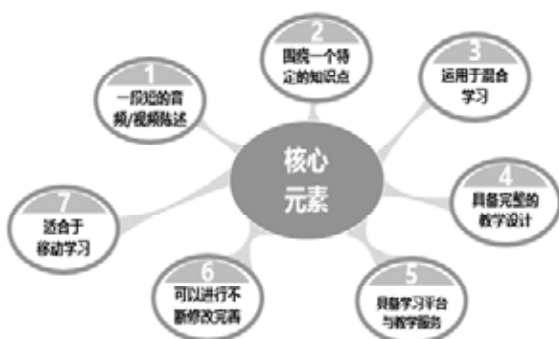 核心
元素
1
一段短的音
频/视频陈述
2
围绕一个特
定的知识点
3
运用于混合
学习
4
具备完整的
教学设计
5
具备学习平台
与教学服务
6
可以进行不
断修改完善
7
适合于
移动学习